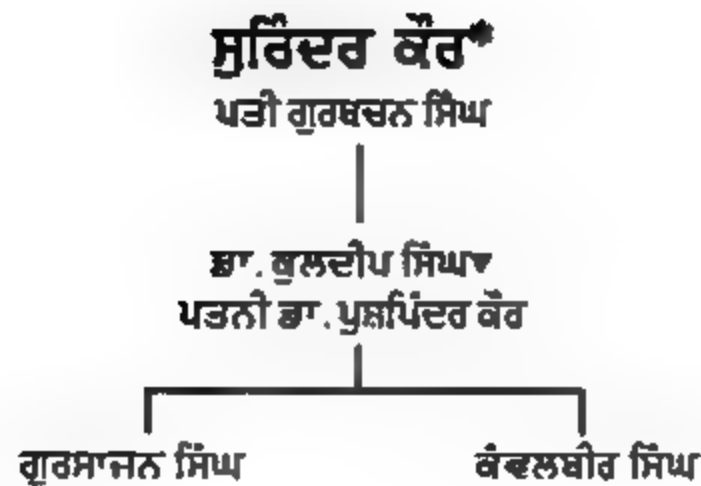 ਸੁਰਿੰਦਰ ਕੌਰ*
ਪਤੀ ਗੁਰਬਚਨ ਸਿੰਘ
ਡਾ. ਕੁਲਦੀਪ ਸਿੰਘ
ਪਤਨੀ ਡਾ. ਪੁਸ਼ਪਿੰਦਰ ਕੌਰ
ਗੁਰਸਾਜਨ ਸਿੰਘ
ਕੰਵਲਬੀਰ ਸਿੰਘ